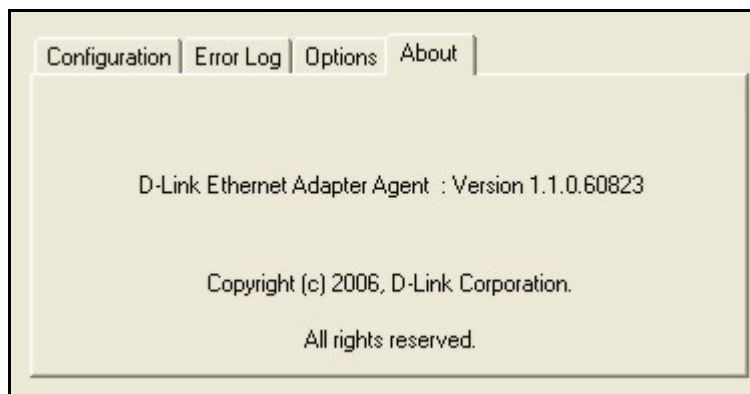 Configuration Error Log Options About
D-Link Ethernet Adapter Agent : Version 1.1.0.60823
Copyright (c) 2006, D-Link Corporation.
All rights reserved.